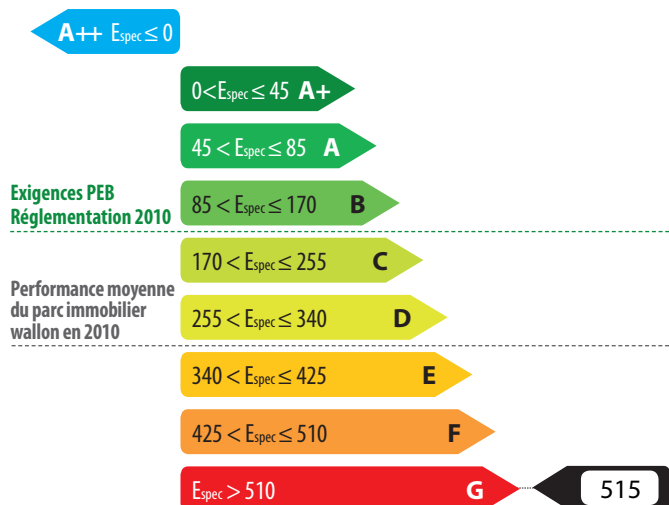 A++ Espec ≤ 0
0<Espec ≤ 45 A+
45 < Espec ≤ 85 A
Exigences PEB
Réglementation 2010
85 < Espec ≤ 170 B
170 < Espec ≤ 255 C
Performance moyenne
du parc immobilier
wallon en 2010
255 < Espec ≤ 340 D
340 < Espec ≤ 425 E
425 < Espec ≤ 510 F
Espec > 510 G 515